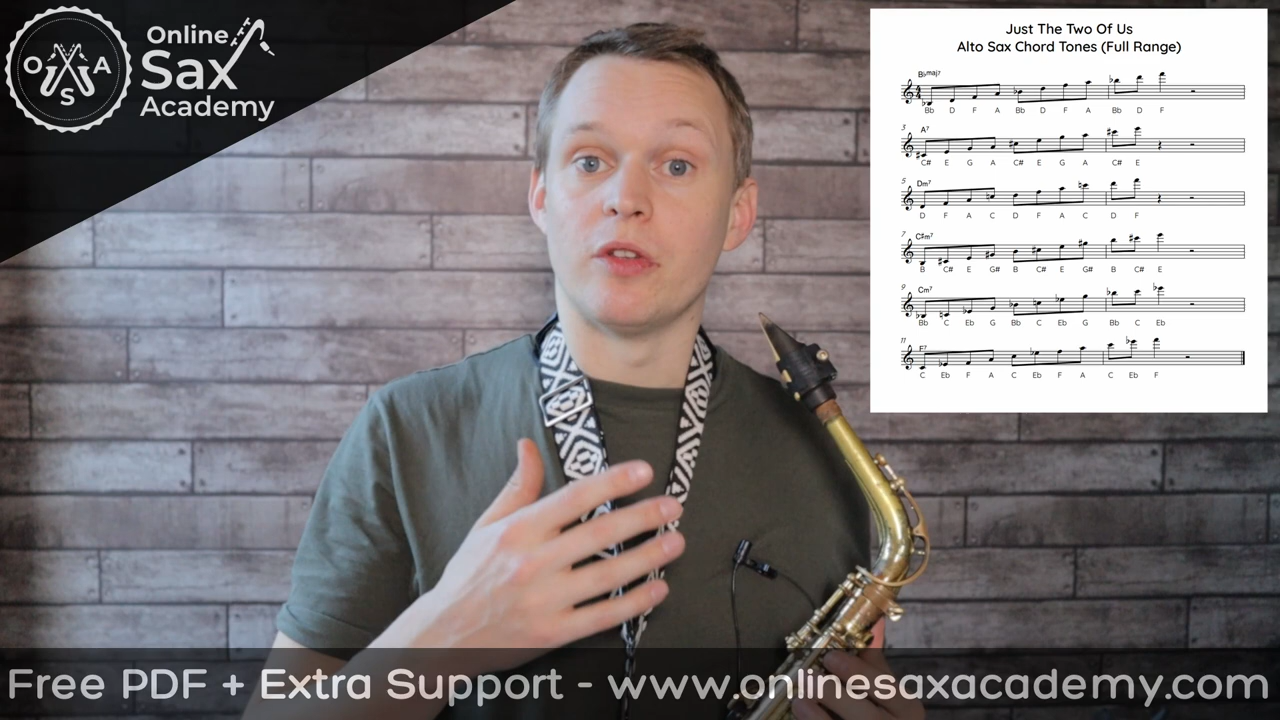 O S A
Online
Sax
Academy
Just The Two Of Us
Alto Sax Chord Tones (Full Range)
Bbmaj7
Bb D F A Bb D F A Bb D F
3
A7
C# E G A C# E G A C# E
5
Dm7
D F A C D F A C D F
7
C#m7
B C# E G# B C# E G# B C# E
9
Cm7
Bb C Eb G Bb C Eb G Bb C Eb
11
F7
C Eb F A C Eb F A C Eb F
Free PDF + Extra Support - www.onlinesaxacademy.com